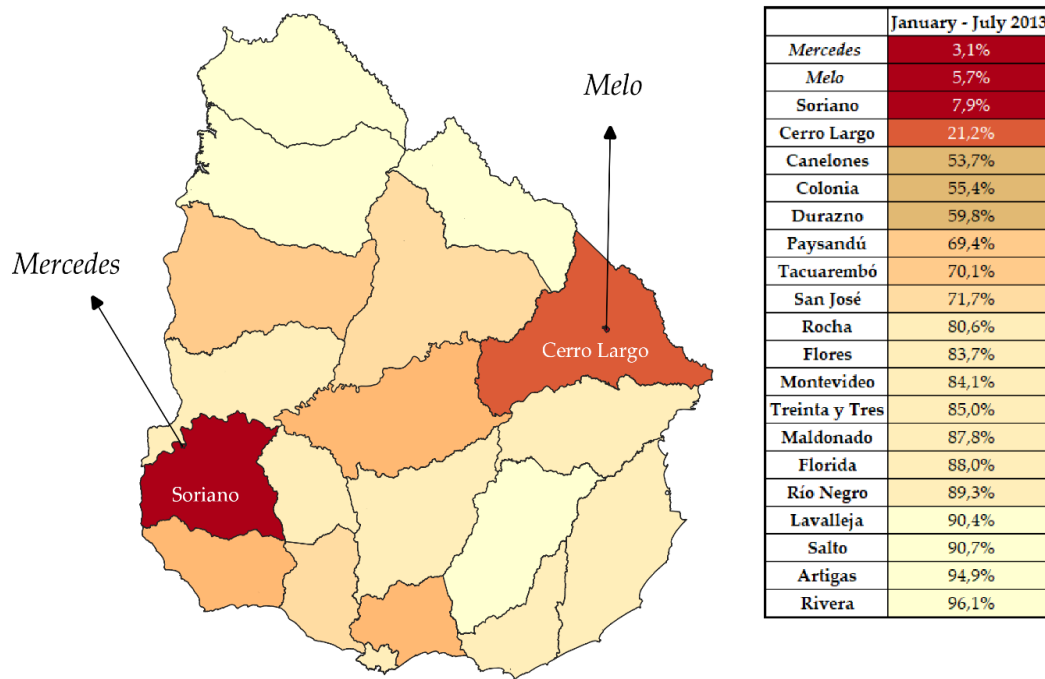 Melo
Mercedes
Cerro Largo
Soriano
January - July 2013
Mercedes 3,1%
Melo 5,7%
Soriano 7,9%
Cerro Largo 21,2%
Canelones 53,7%
Colonia 55,4%
Durazno 59,8%
Paysandú 69,4%
Tacuarembó 70,1%
San José 71,7%
Rocha 80,6%
Flores 83,7%
Montevideo 84,1%
Treinta y Tres 85,0%
Maldonado 87,8%
Florida 88,0%
Río Negro 89,3%
Lavalleja 90,4%
Salto 90,7%
Artigas 94,9%
Rivera 96,1%